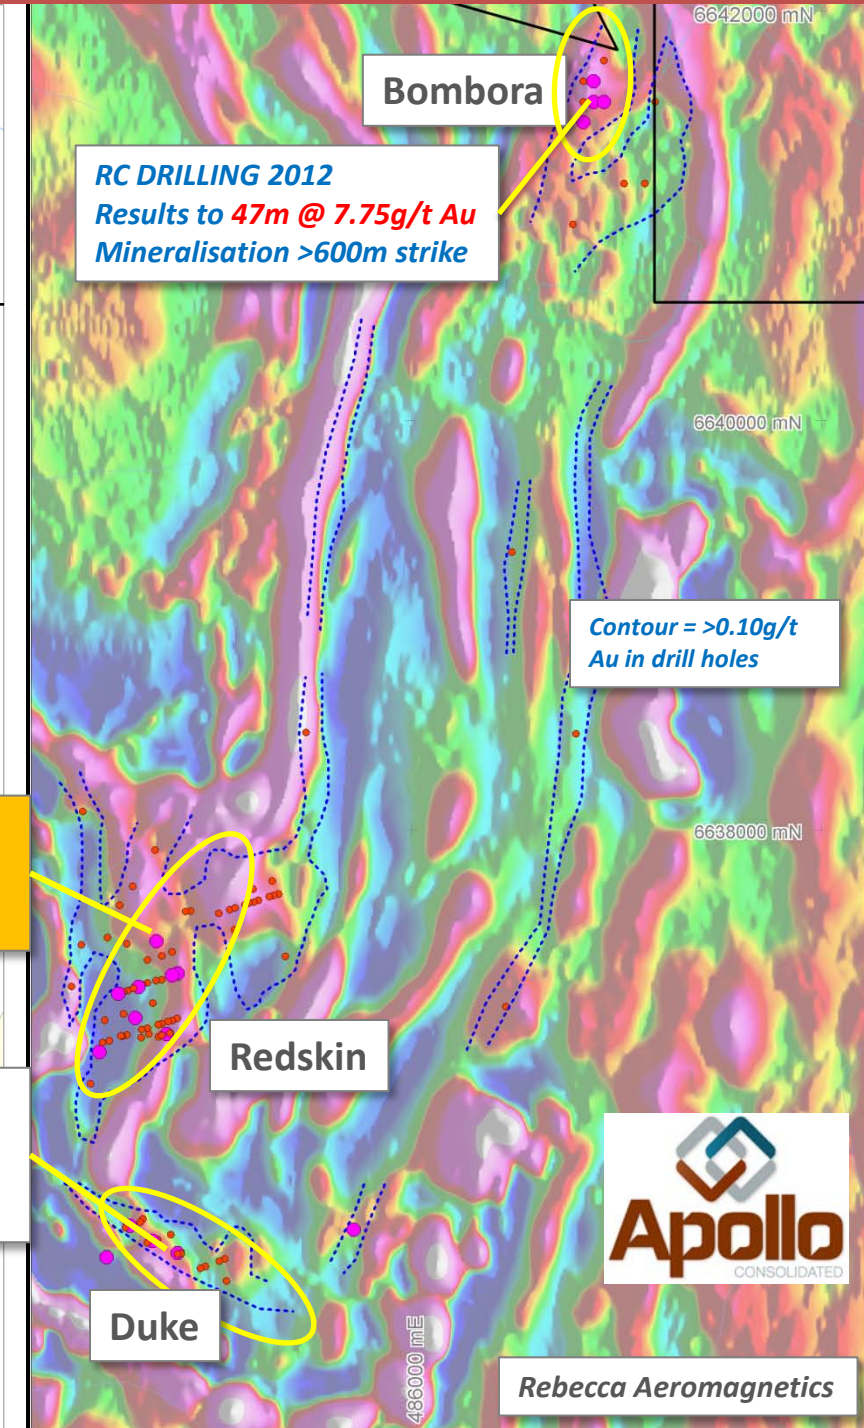 6642000 mN
Bombora
RC DRILLING 2012
Results to 47m @ 7.75g/t Au
Mineralisation >600m strike
6640000 mN
Contour = >0.10g/t
Au in drill holes
6638000 mN
Redskin
Apollo
CONSOLIDATED
Duke
486000 mE
Rebecca Aeromagnetics